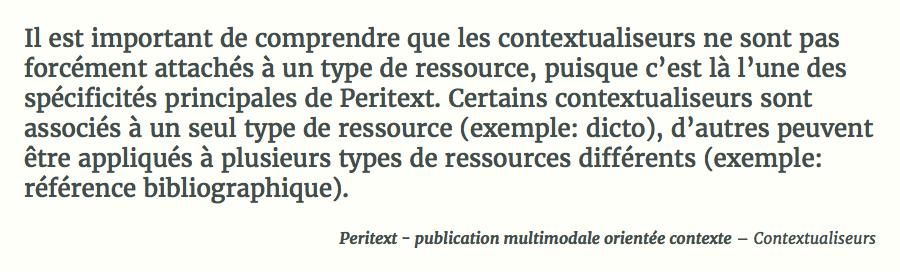 Il est important de comprendre que les contextualiseurs ne sont pas
forcément attachés à un type de ressource, puisque c’est là l’une des
spécificités principales de Peritext. Certains contextualiseurs sont
associés à un seul type de ressource (exemple: dicto), d’autres peuvent
être appliqués à plusieurs types de ressources différents (exemple:
référence bibliographique).
Peritext - publication multimodale orientée contexte – Contextualiseurs